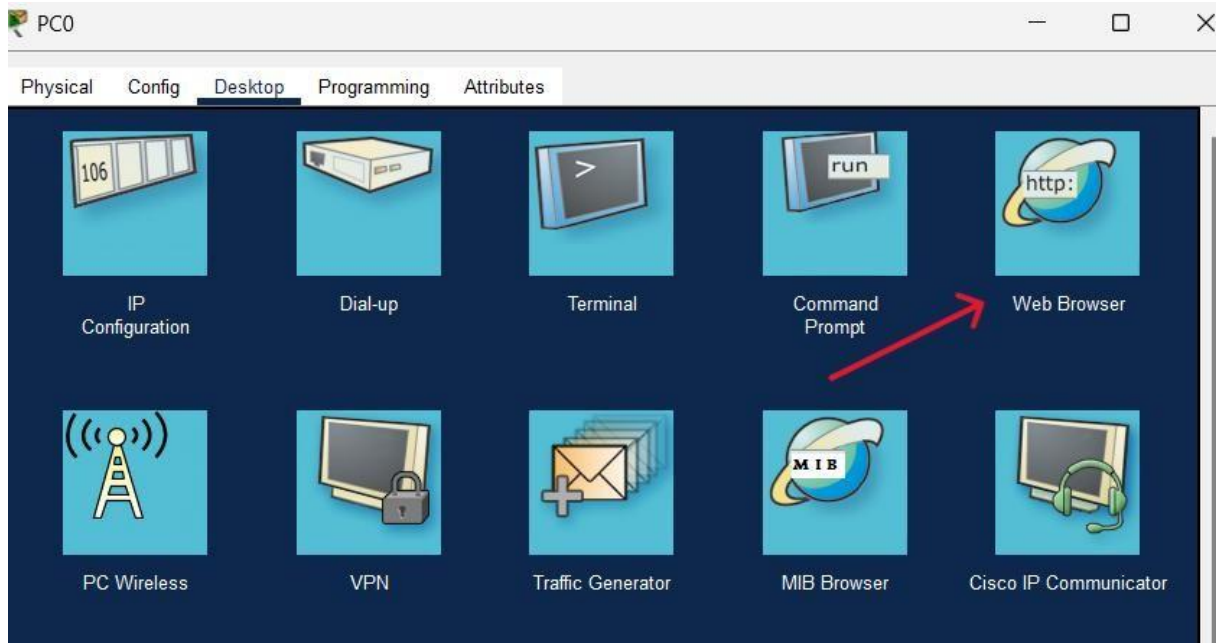 PC0
Physical Config Desktop Programming Attributes
106
>
run
http:
IP
Configuration
Dial-up
Terminal
Command
Prompt
Web Browser
MIB
PC Wireless
VPN
Traffic Generator
MIB Browser
Cisco IP Communicator